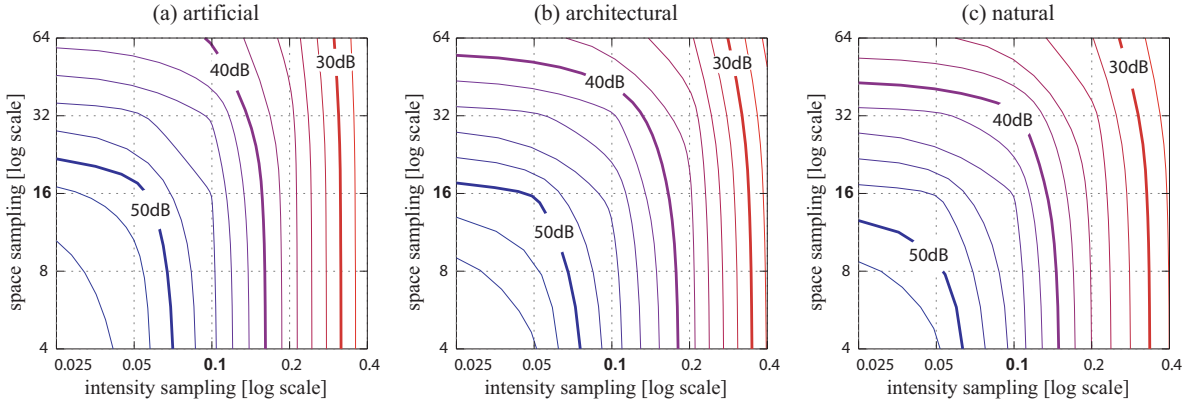 (a) artificial
64
32
16
8
4
space sampling [log scale]
40dB
30dB
50dB
0.025 0.05 0.1 0.2 0.4
intensity sampling [log scale]
(b) architectural
64
32
16
8
4
space sampling [log scale]
40dB
30dB
50dB
0.025 0.05 0.1 0.2 0.4
intensity sampling [log scale]
(c) natural
64
32
16
8
4
space sampling [log scale]
30dB
40dB
50dB
0.025 0.05 0.1 0.2 0.4
intensity sampling [log scale]